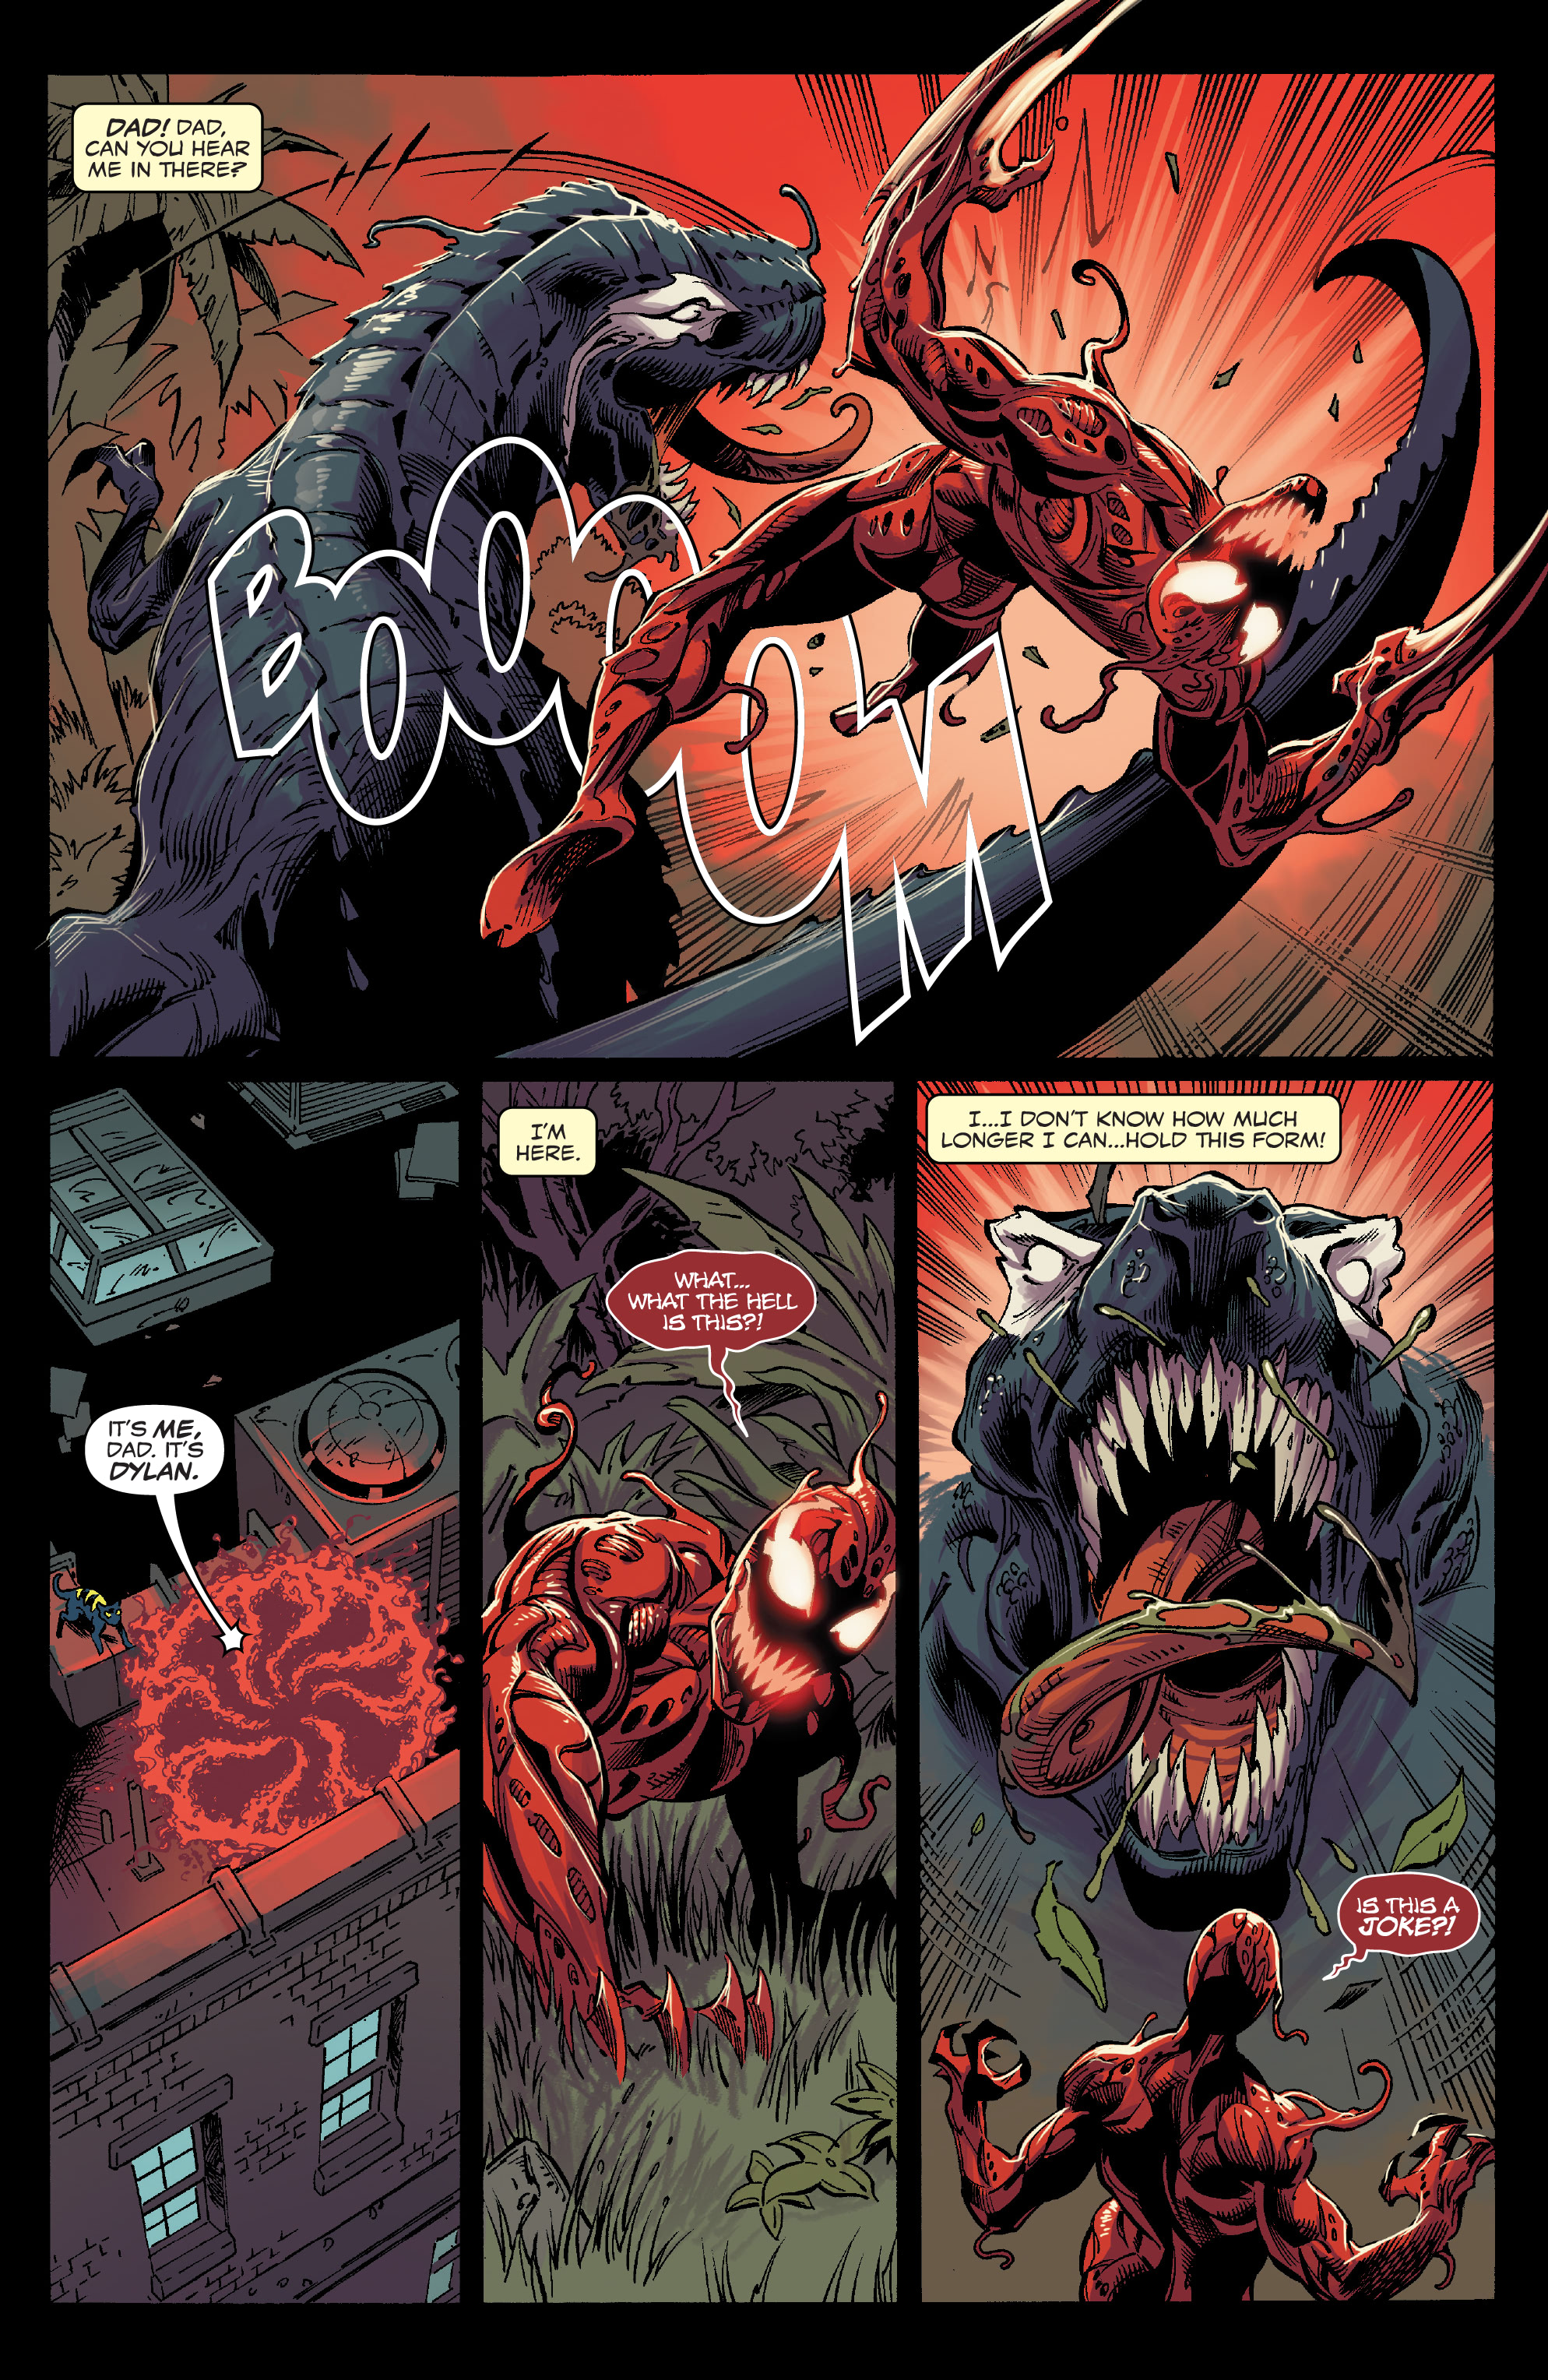 DAD! DAD,
CAN YOU HEAR
ME IN THERE?
BOOOOOM
IT'S ME,
DAD. IT'S
DYLAN.
I'M
HERE.
WHAT...
WHAT THE HELL
IS THIS?!
I...I DON'T KNOW HOW MUCH
LONGER I CAN...HOLD THIS FORM!
IS THIS A
JOKE?!